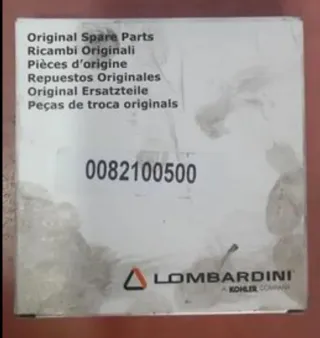 Original Spare Parts
Ricambi Originali
Pièces d'origine
Repuestos Originales
Original Ersatzteile
Peças de troca originals
0082100500
LOMBARDINI
A KOHLER COMPANY